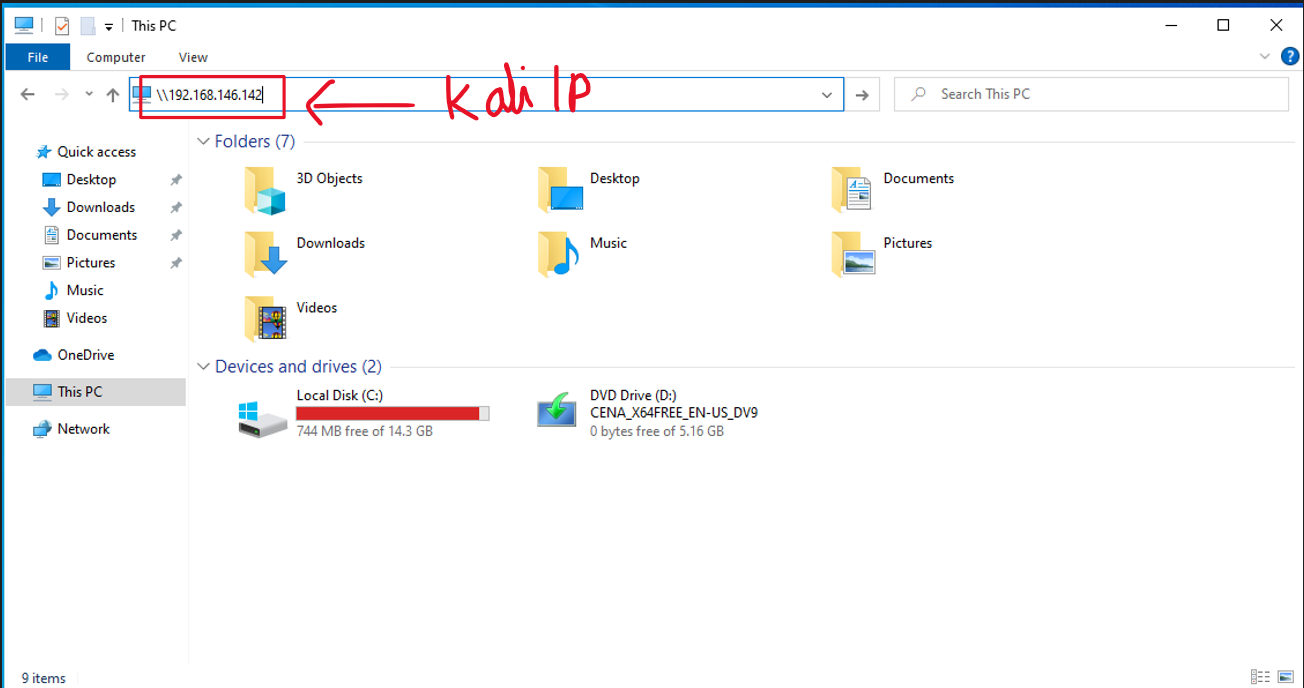 This PC
File Computer View
\\192.168.146.142 Kali IP Search This PC
Quick access
Desktop
Downloads
Documents
Pictures
Music
Videos
OneDrive
This PC
Network
Folders (7)
3D Objects Desktop Documents
Downloads Music Pictures
Videos
Devices and drives (2)
Local Disk (C:)
744 MB free of 14.3 GB
DVD Drive (D:)
CENA_X64FREE_EN-US_DV9
0 bytes free of 5.16 GB
9 items